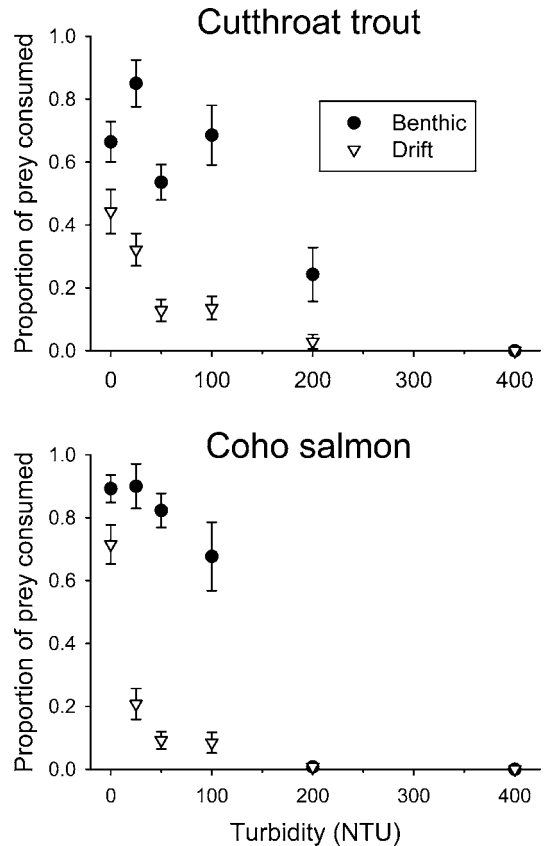 Cutthroat trout
Proportion of prey consumed
1.0
0.8
0.6
0.4
0.2
0.0
Benthic
Drift
0 100 200 300 400
Coho salmon
Proportion of prey consumed
1.0
0.8
0.6
0.4
0.2
0.0
0 100 200 300 400
Turbidity (NTU)